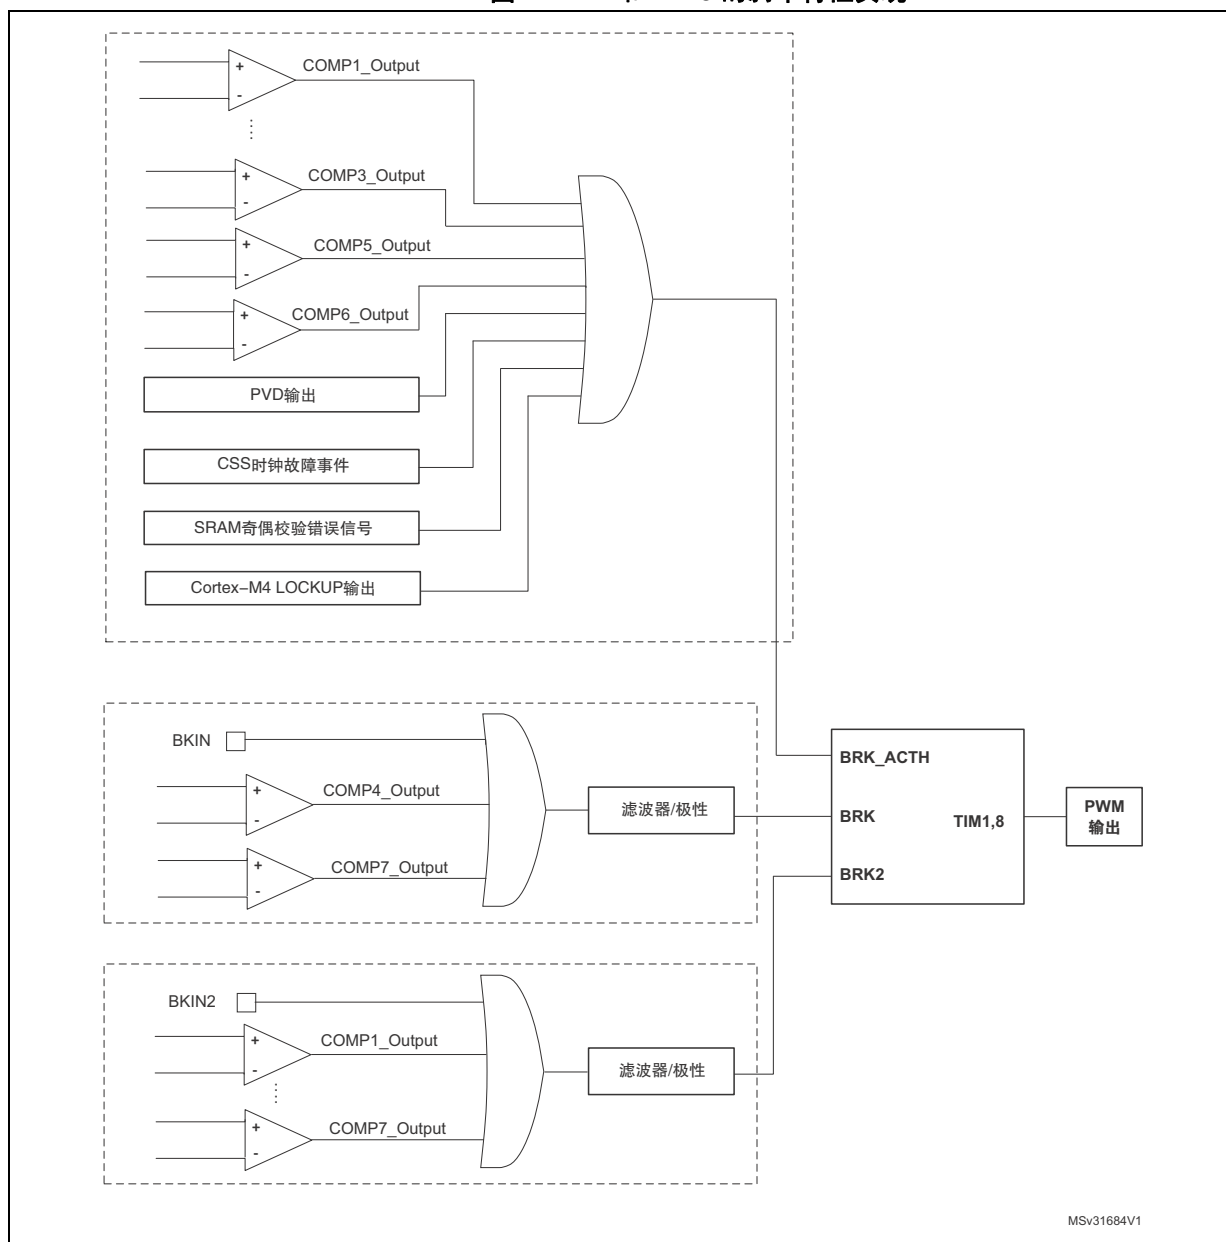 COMP1_Output
+
-
COMP3_Output
+
-
COMP5_Output
+
-
COMP6_Output
+
-
PVD输出
CSS时钟故障事件
SRAM奇偶校验错误信号
Cortex–M4 LOCKUP输出
BKIN
COMP4_Output
+
-
COMP7_Output
+
-
滤波器/极性
BRK_ACTH
BRK
TIM1,8
BRK2
PWM
输出
BKIN2
COMP1_Output
+
-
COMP7_Output
+
-
滤波器/极性
MSv31684V1